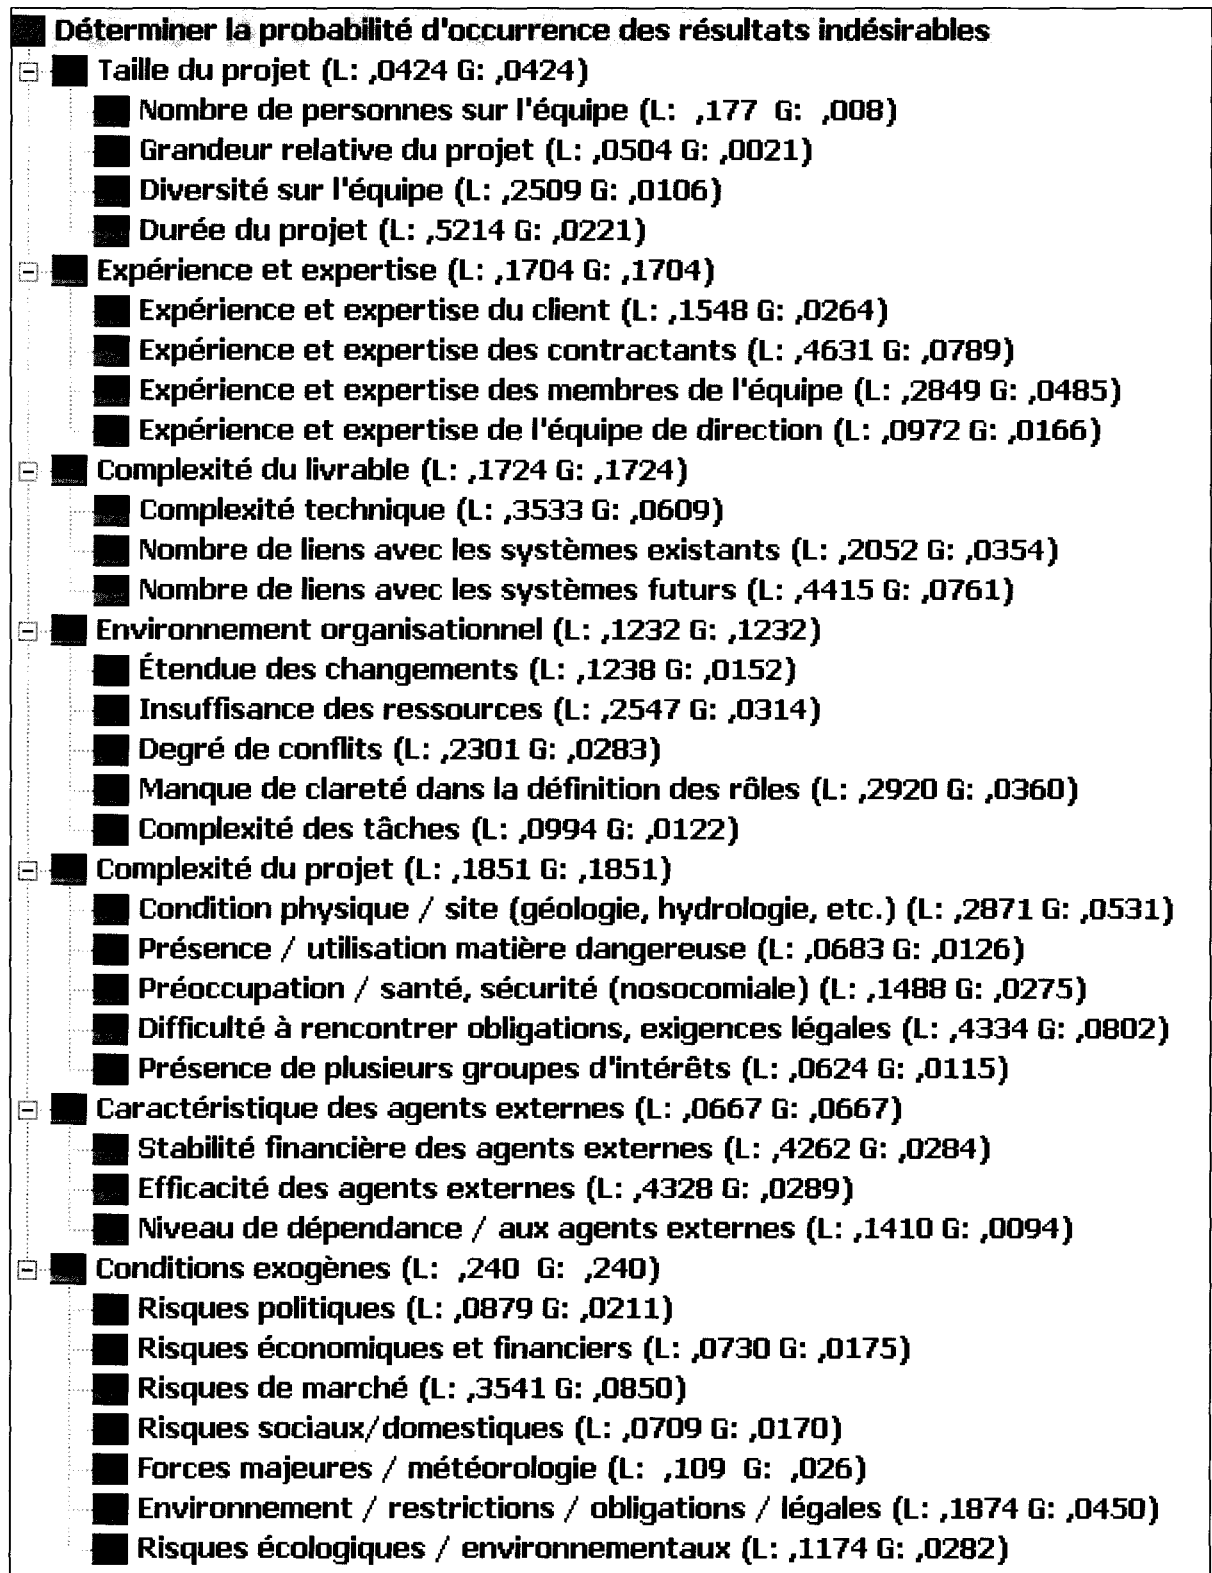 Déterminer la probabilité d'occurrence des résultats indésirables
Taille du projet (L: ,0424 G: ,0424)
Nombre de personnes sur l'équipe (L: ,177 G: ,008)
Grandeur relative du projet (L: ,0504 G: ,0021)
Diversité sur l'équipe (L: ,2509 G: ,0106)
Durée du projet (L: ,5214 G: ,0221)
Expérience et expertise (L: ,1704 G: ,1704)
Expérience et expertise du client (L: ,1548 G: ,0264)
Expérience et expertise des contractants (L: ,4631 G: ,0789)
Expérience et expertise des membres de l'équipe (L: ,2849 G: ,0485)
Expérience et expertise de l'équipe de direction (L: ,0972 G: ,0166)
Complexité du livrable (L: ,1724 G: ,1724)
Complexité technique (L: ,3533 G: ,0609)
Nombre de liens avec les systèmes existants (L: ,2052 G: ,0354)
Nombre de liens avec les systèmes futurs (L: ,4415 G: ,0761)
Environnement organisationnel (L: ,1232 G: ,1232)
Étendue des changements (L: ,1238 G: ,0152)
Insuffisance des ressources (L: ,2547 G: ,0314)
Degré de conflits (L: ,2301 G: ,0283)
Manque de clareté dans la définition des rôles (L: ,2920 G: ,0360)
Complexité des tâches (L: ,0994 G: ,0122)
Complexité du projet (L: ,1851 G: ,1851)
Condition physique / site (géologie, hydrologie, etc.) (L: ,2871 G: ,0531)
Présence / utilisation matière dangereuse (L: ,0683 G: ,0126)
Préoccupation / santé, sécurité (nosocomiale) (L: ,1488 G: ,0275)
Difficulté à rencontrer obligations, exigences légales (L: ,4334 G: ,0802)
Présence de plusieurs groupes d'intérêts (L: ,0624 G: ,0115)
Caractéristique des agents externes (L: ,0667 G: ,0667)
Stabilité financière des agents externes (L: ,4262 G: ,0284)
Efficacité des agents externes (L: ,4328 G: ,0289)
Niveau de dépendance / aux agents externes (L: ,1410 G: ,0094)
Conditions exogènes (L: ,240 G: ,240)
Risques politiques (L: ,0879 G: ,0211)
Risques économiques et financiers (L: ,0730 G: ,0175)
Risques de marché (L: ,3541 G: ,0850)
Risques sociaux/domestiques (L: ,0709 G: ,0170)
Forces majeures / météorologie (L: ,109 G: ,026)
Environnement / restrictions / obligations / légales (L: ,1874 G: ,0450)
Risques écologiques / environnementaux (L: ,1174 G: ,0282)